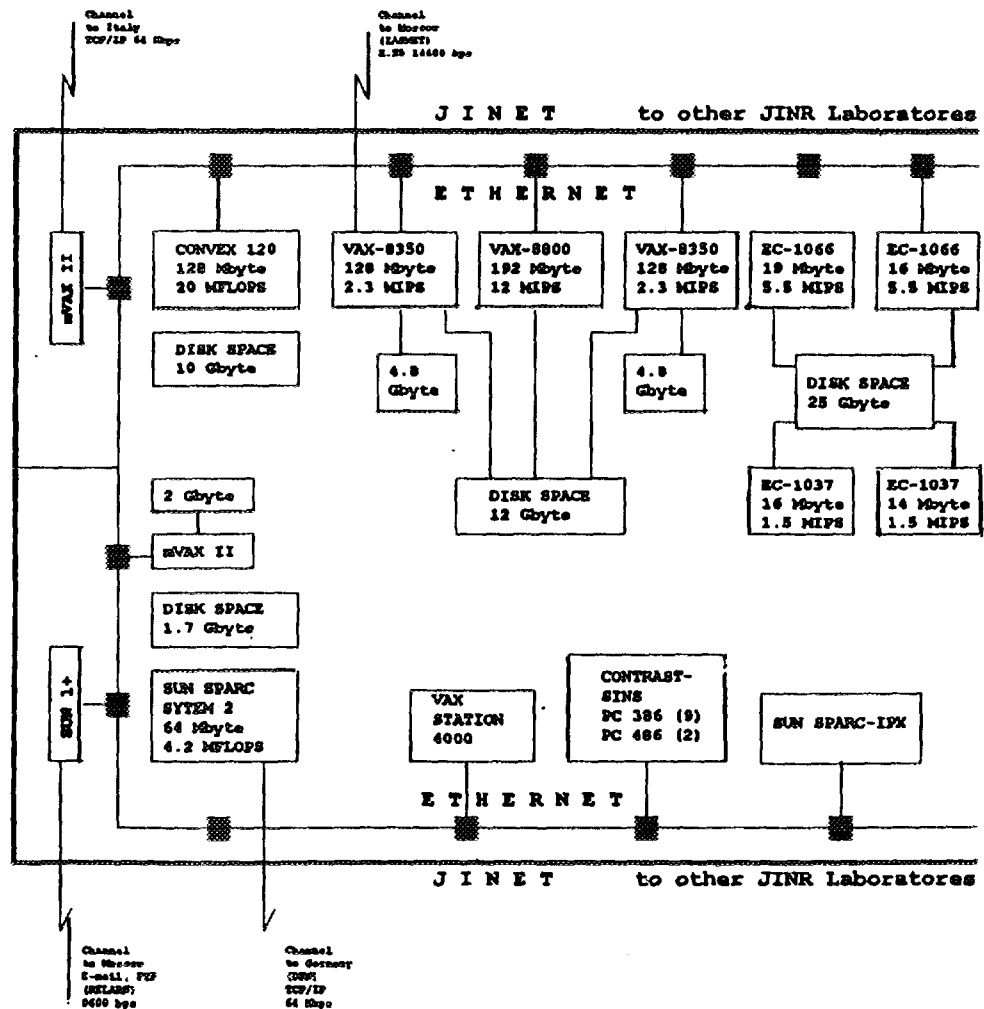 Channel
to Italy
TCP/IP 64 Kbps
Channel
to Moscow
X.25 14400 bps
J I N E T to other JINR Laboratores
E T H E R N E T
mVAX II
CONVEX 120
128 Mbyte
20 MFLOPS
VAX-8350
128 Mbyte
2.3 MIPS
VAX-8800
192 Mbyte
12 MIPS
VAX-8350
128 Mbyte
2.3 MIPS
EC-1066
19 Mbyte
5.5 MIPS
EC-1066
16 Mbyte
5.5 MIPS
DISK SPACE
10 Gbyte
4.8
Gbyte
4.8
Gbyte
DISK SPACE
25 Gbyte
2 Gbyte
DISK SPACE
12 Gbyte
EC-1037
16 Mbyte
1.5 MIPS
EC-1037
14 Mbyte
1.5 MIPS
mVAX II
DISK SPACE
1.7 Gbyte
SUN 1+
SUN SPARC
SYTEM 2
64 Mbyte
4.2 MFLOPS
VAX
STATION
4000
CONTRAST-
SINS
PC 386 (9)
PC 486 (2)
SUN SPARC-IPX
E T H E R N E T
J I N E T to other JINR Laboratores
Channel
to Moscow
E-mail, FTP
(RELARN)
9600 bps
Channel
to Germany
TCP/IP
64 Kbps